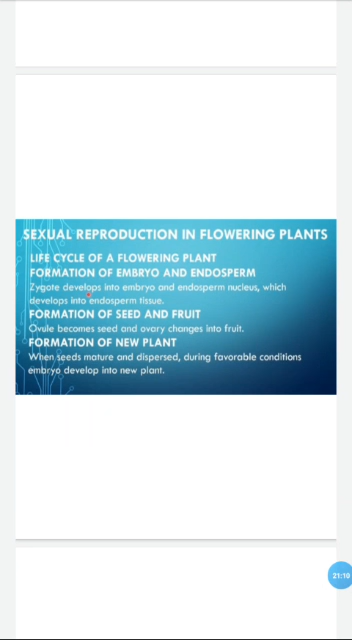 SEXUAL REPRODUCTION IN FLOWERING PLANTS
LIFE CYCLE OF A FLOWERING PLANT
FORMATION OF EMBRYO AND ENDOSPERM
Zygote develops into embryo and endosperm nucleus, which
develops into endosperm tissue.
FORMATION OF SEED AND FRUIT
Ovule becomes seed and ovary changes into fruit.
FORMATION OF NEW PLANT
When seeds mature and dispersed, during favorable conditions
embryo develop into new plant.
21:10